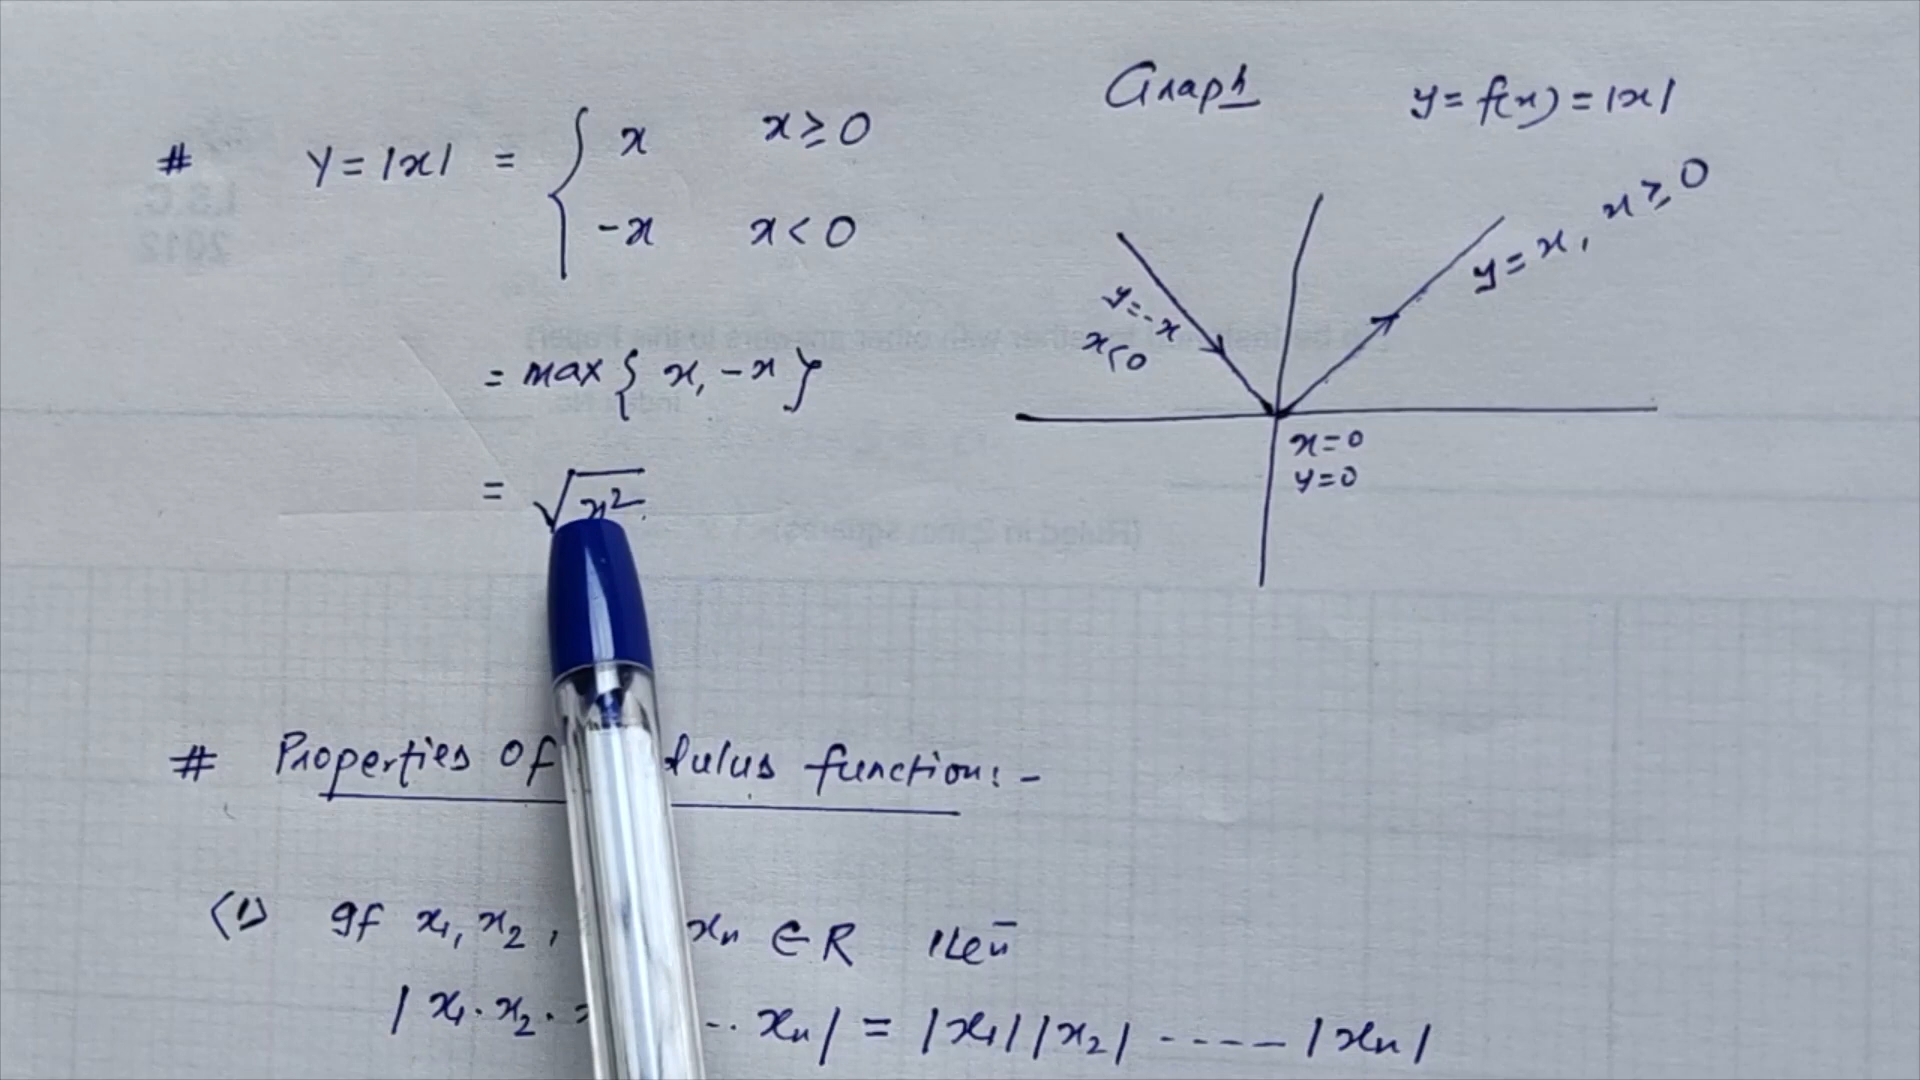 # Y = |x| = { x x ≥ 0
-x x < 0
= max { x, -x }
= √x²
Graph y = f(x) = |x|
y = x, x ≥ 0
y = -x
x < 0
x = 0
y = 0
# Properties of dulus function: -
(1) If x₁, x₂, xₙ ∈ R then
| x₁ . x₂ . .. xₙ | = |x₁| |x₂| ----- |xₙ|
I.S.C.
2012